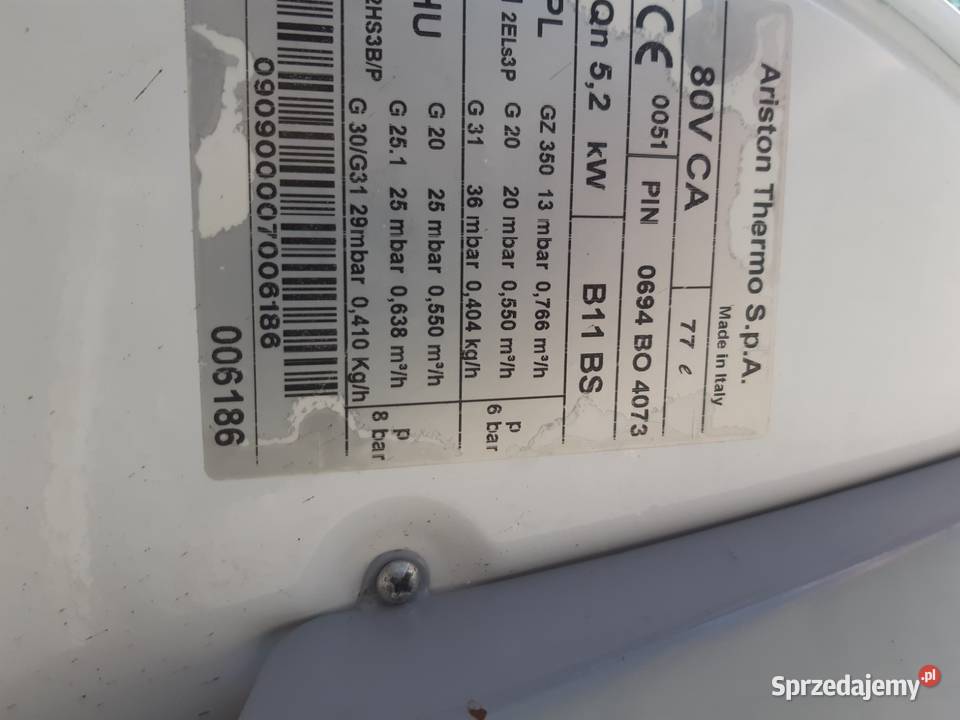 Ariston Thermo S.p.A.
Made in Italy
80V CA 77 ℓ
CE 0051 PIN 0694 BO 4073
Qn 5,2 kW B11 BS
PL GZ 350 13 mbar 0,766 m³/h
2ELs3P G 20 20 mbar 0,550 m³/h p
G 31 36 mbar 0,404 kg/h 6 bar
HU G 20 25 mbar 0,550 m³/h
G 25.1 25 mbar 0,638 m³/h p
2HS3B/P G 30/G31 29mbar 0,410 Kg/h 8 bar
090900007006186
006186
Sprzedajemy.pl